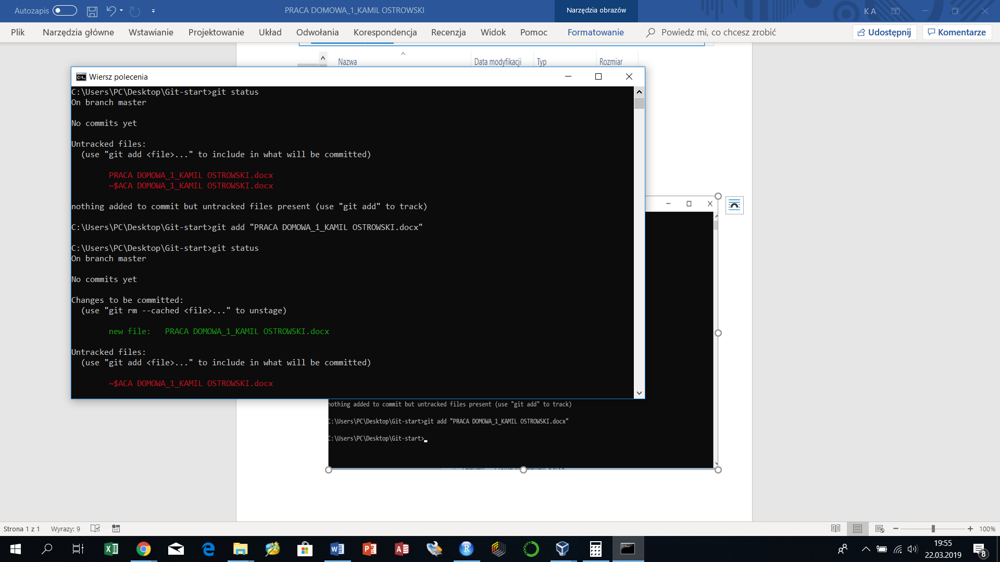 Autozapis
PRACA DOMOWA_1_KAMIL OSTROWSKI
Narzędzia obrazów
K A
Plik Narzędzia główne Wstawianie Projektowanie Układ Odwołania Korespondencja Recenzja Widok Pomoc Formatowanie Powiedz mi, co chcesz zrobić Udostępnij Komentarze
Nazwa Data modyfikacji Typ Rozmiar
Wiersz polecenia
C:\Users\PC\Desktop\Git-start>git status
On branch master
No commits yet
Untracked files:
(use "git add <file>..." to include in what will be committed)
PRACA DOMOWA_1_KAMIL OSTROWSKI.docx
~$ACA DOMOWA_1_KAMIL OSTROWSKI.docx
nothing added to commit but untracked files present (use "git add" to track)
C:\Users\PC\Desktop\Git-start>git add "PRACA DOMOWA_1_KAMIL OSTROWSKI.docx"
C:\Users\PC\Desktop\Git-start>git status
On branch master
No commits yet
Changes to be committed:
(use "git rm --cached <file>..." to unstage)
new file: PRACA DOMOWA_1_KAMIL OSTROWSKI.docx
Untracked files:
(use "git add <file>..." to include in what will be committed)
~$ACA DOMOWA_1_KAMIL OSTROWSKI.docx
nothing added to commit but untracked files present (use "git add" to track)
C:\Users\PC\Desktop\Git-start>git add "PRACA DOMOWA_1_KAMIL OSTROWSKI.docx"
C:\Users\PC\Desktop\Git-start>
Strona 1 z 1 Wyrazy: 9
100%
19:55
22.03.2019
8